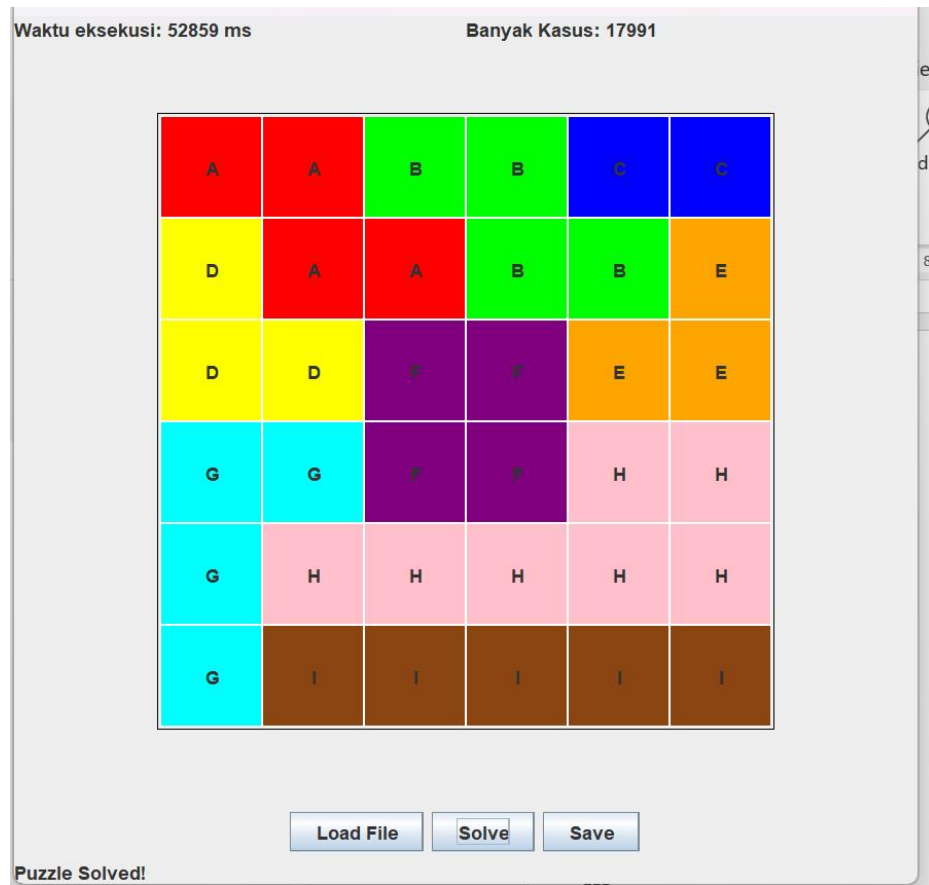 Waktu eksekusi: 52859 ms Banyak Kasus: 17991
A A B B C C
D A A B B E
D D F F E E
G G F F H H
G H H H H H
G I I I I I
Load File Solve Save
Puzzle Solved!